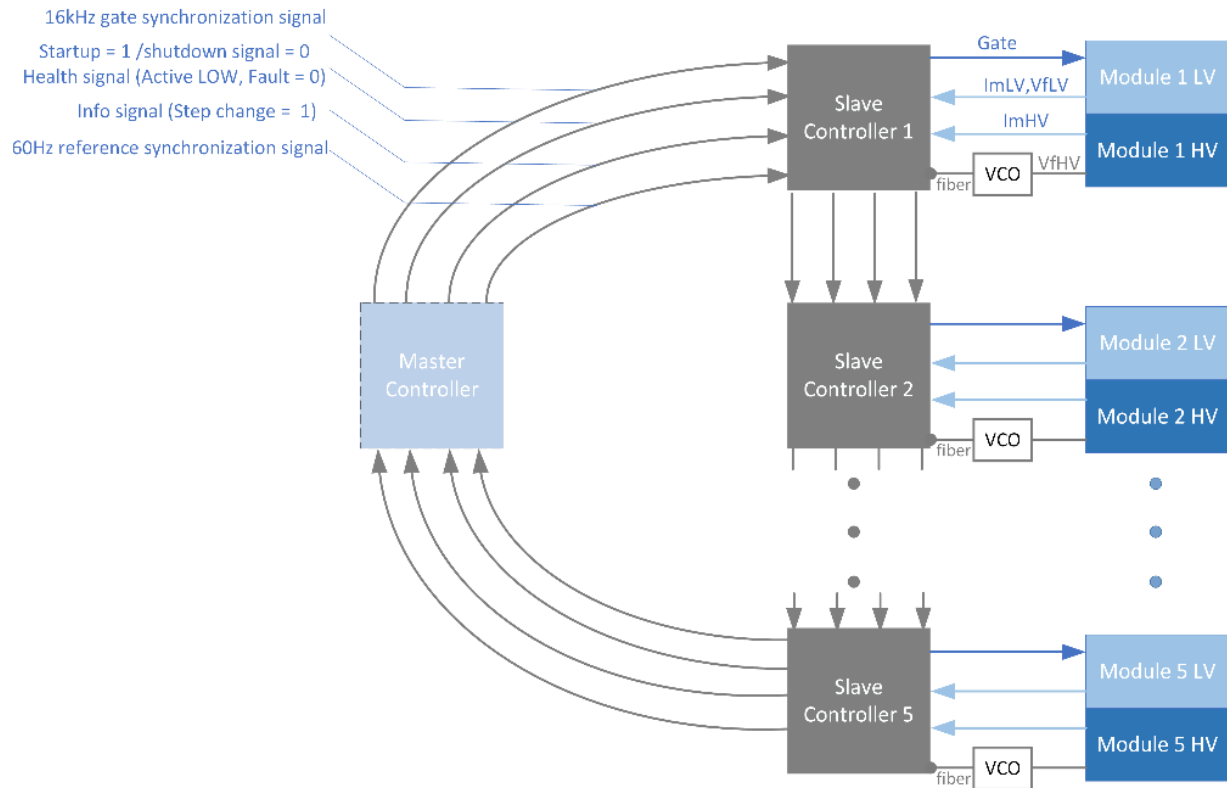 16kHz gate synchronization signal
Startup = 1 /shutdown signal = 0
Health signal (Active LOW, Fault = 0)
Info signal (Step change =  1)
60Hz reference synchronization signal
Master
Controller
Slave
Controller 1
Gate
ImLV,VfLV
ImHV
VfHV
fiber
VCO
Module 1 LV
Module 1 HV
Slave
Controller 2
fiber
VCO
Module 2 LV
Module 2 HV
Slave
Controller 5
fiber
VCO
Module 5 LV
Module 5 HV